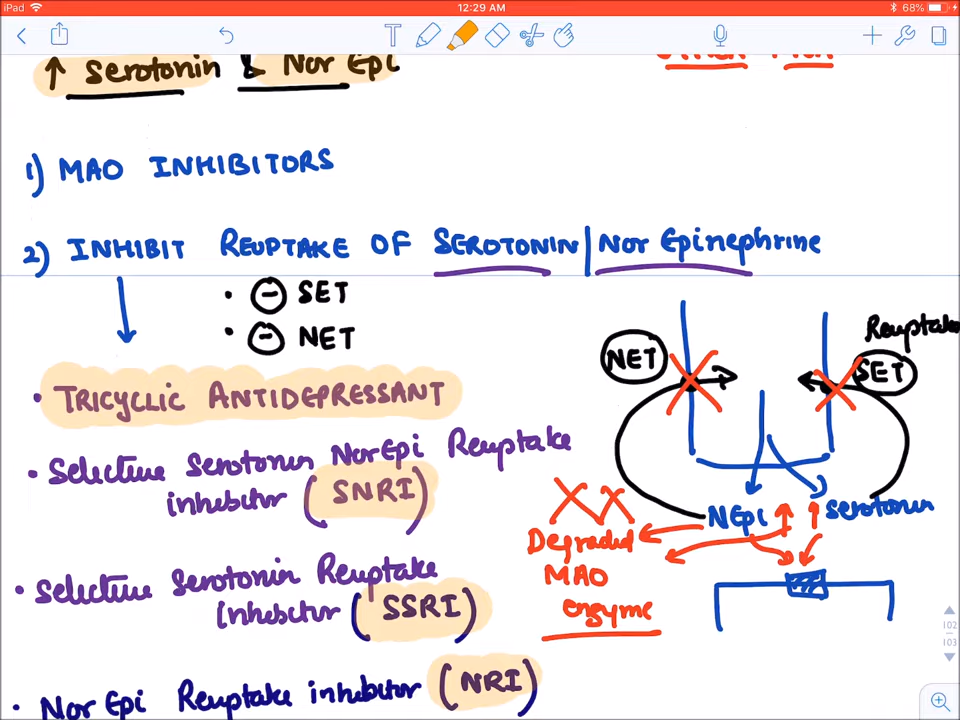 iPad 12:29 AM 68%
T
↑ Serotonin & Nor Epi
1) MAO INHIBITORS
2) INHIBIT REUPTAKE OF SEROTONIN | Nor Epinephrine
• ⊖ SET
• ⊖ NET
Reuptake
NET
SET
• TRICYCLIC ANTIDEPRESSANT
• Selective Serotonin NorEpi Reuptake
inhibitor (SNRI)
NEpi ↑ ↑ Serotonin
Degraded
MAO
enzyme
• Selective Serotonin Reuptake
Inhibitor (SSRI)
• Nor Epi Reuptake inhibitor (NRI)
102
103